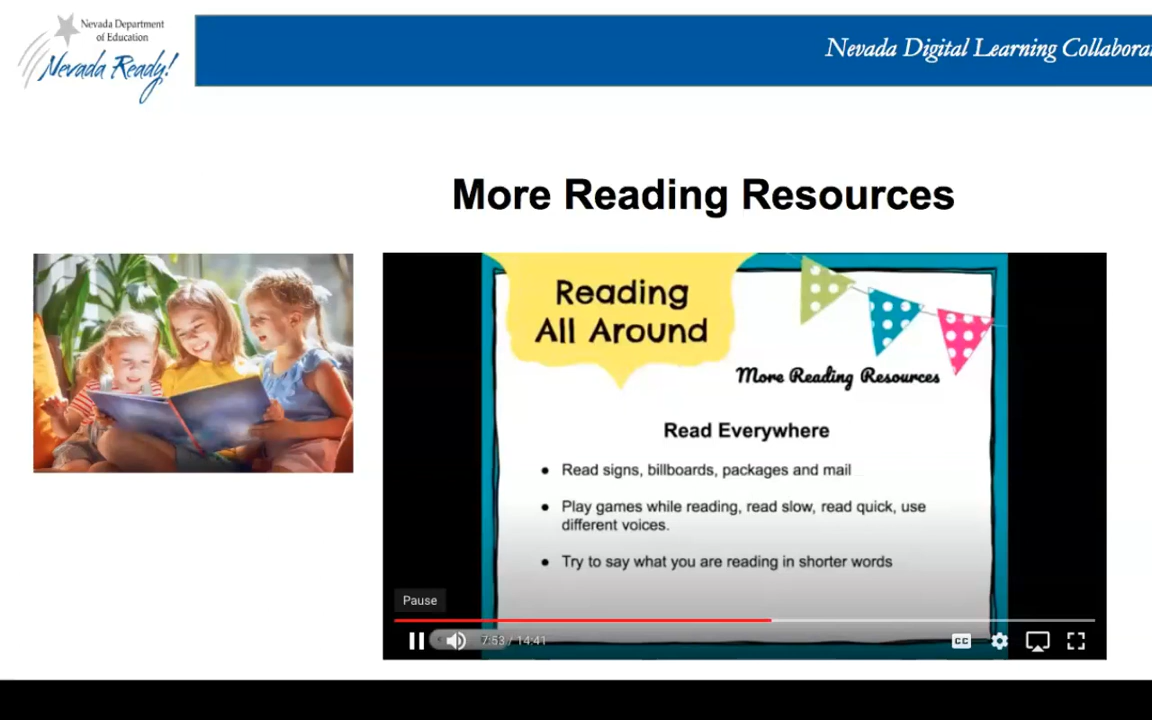 Nevada Department
of Education
Nevada Ready!
Nevada Digital Learning
More Reading Resources
Reading
All Around
More Reading Resources
Read Everywhere
• Read signs, billboards, packages and mail
• Play games while reading, read slow, read quick, use
different voices.
• Try to say what you are reading in shorter words
Pause
7:53 / 14:41
CC